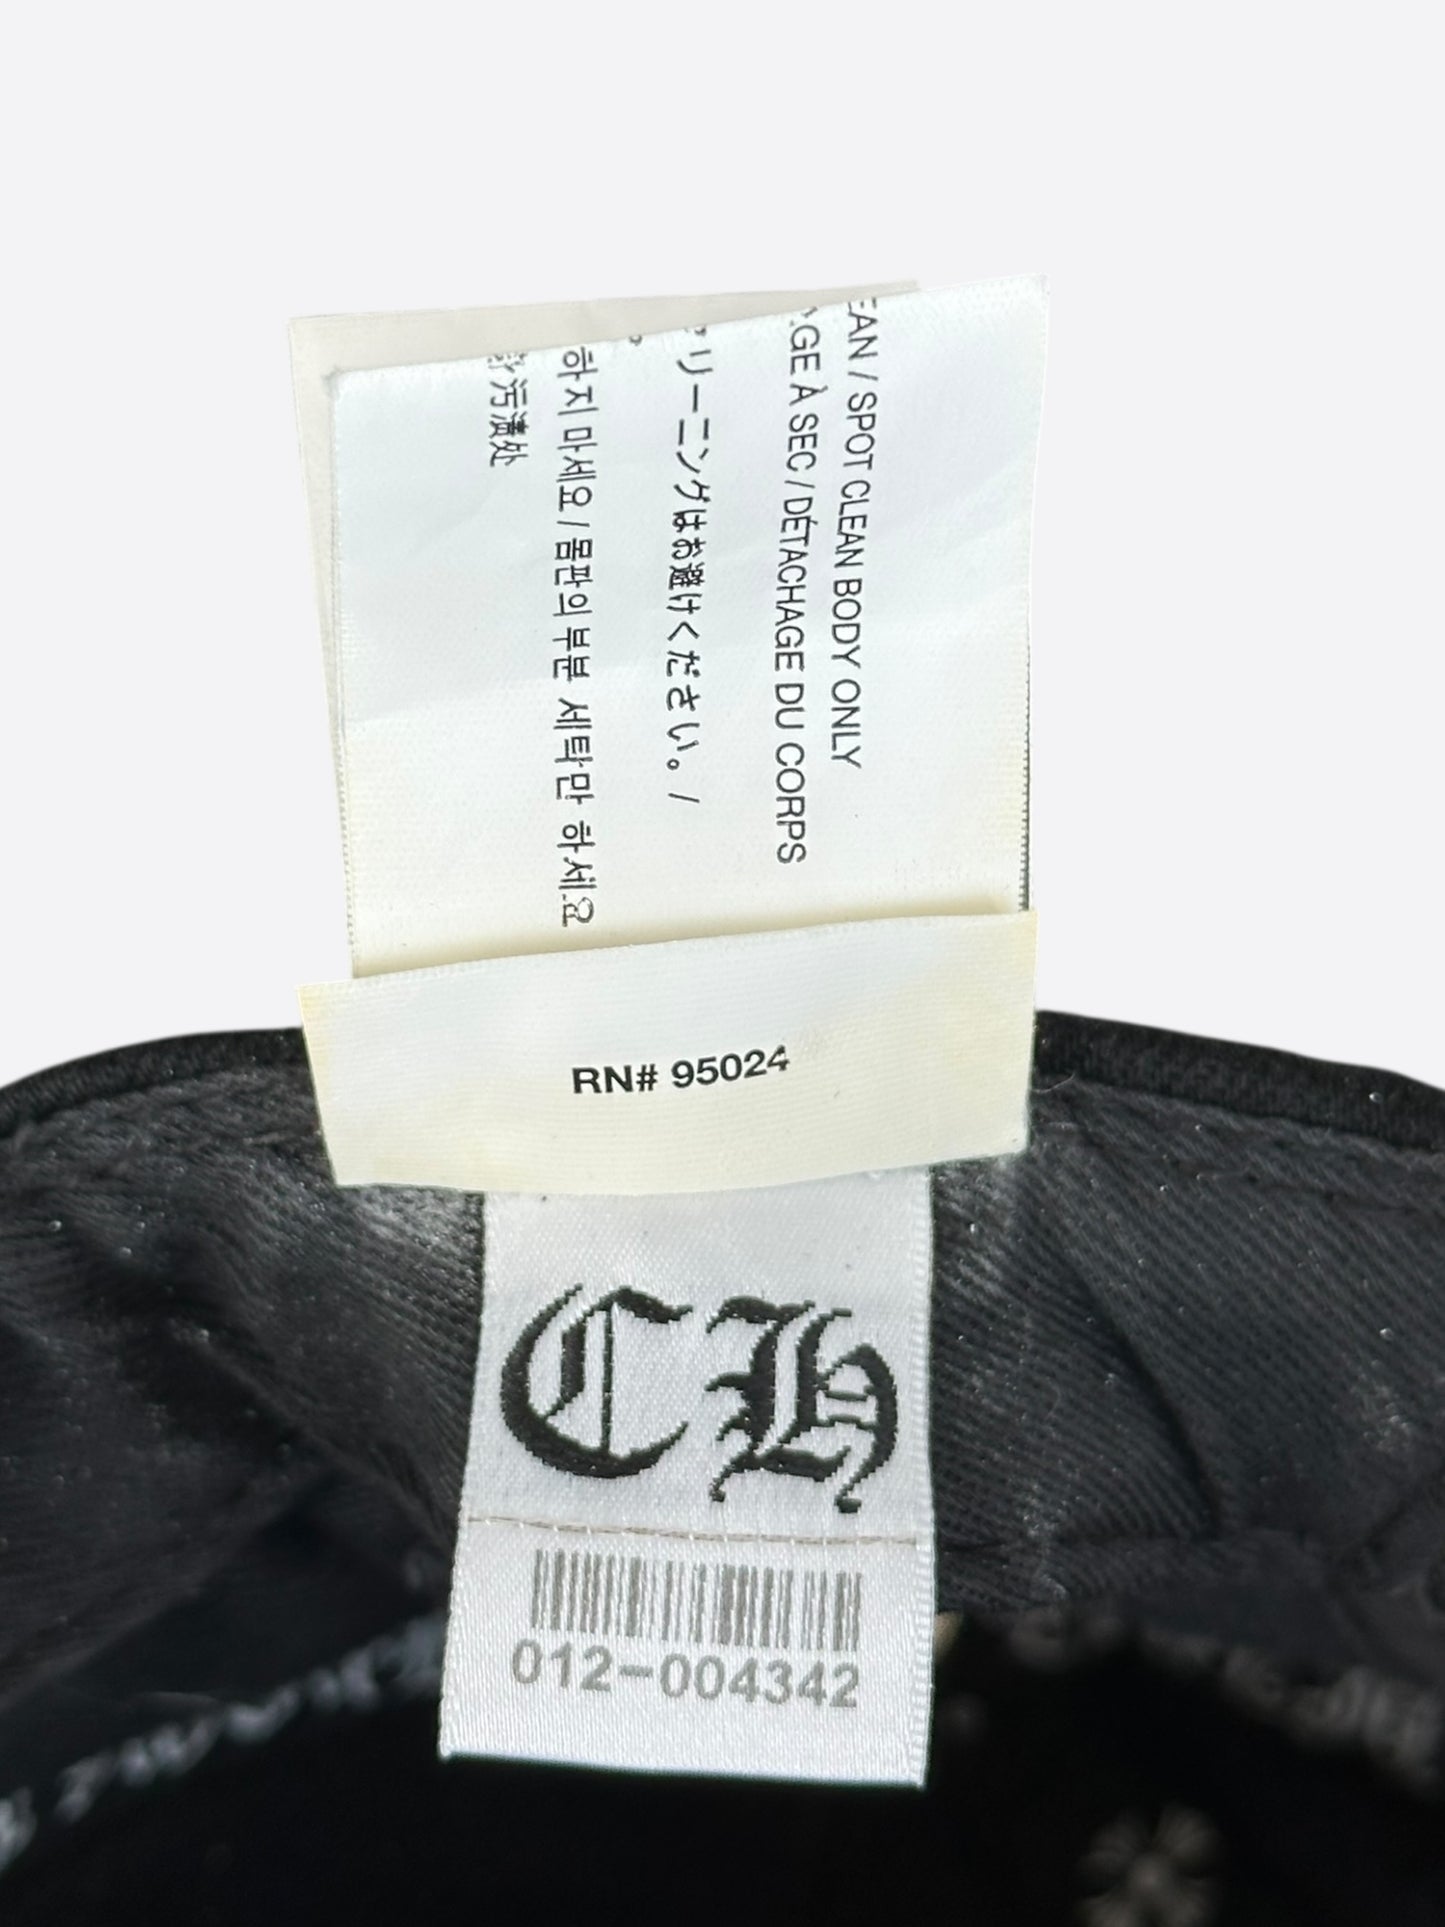 / SPOT CLEAN BODY ONLY
À SEC / DÉTACHAGE DU CORPS
リーニングはお避けください。/
하지 마세요 / 몸판의 부분 세탁만 하세요
污渍处
RN# 95024
CH
012-004342